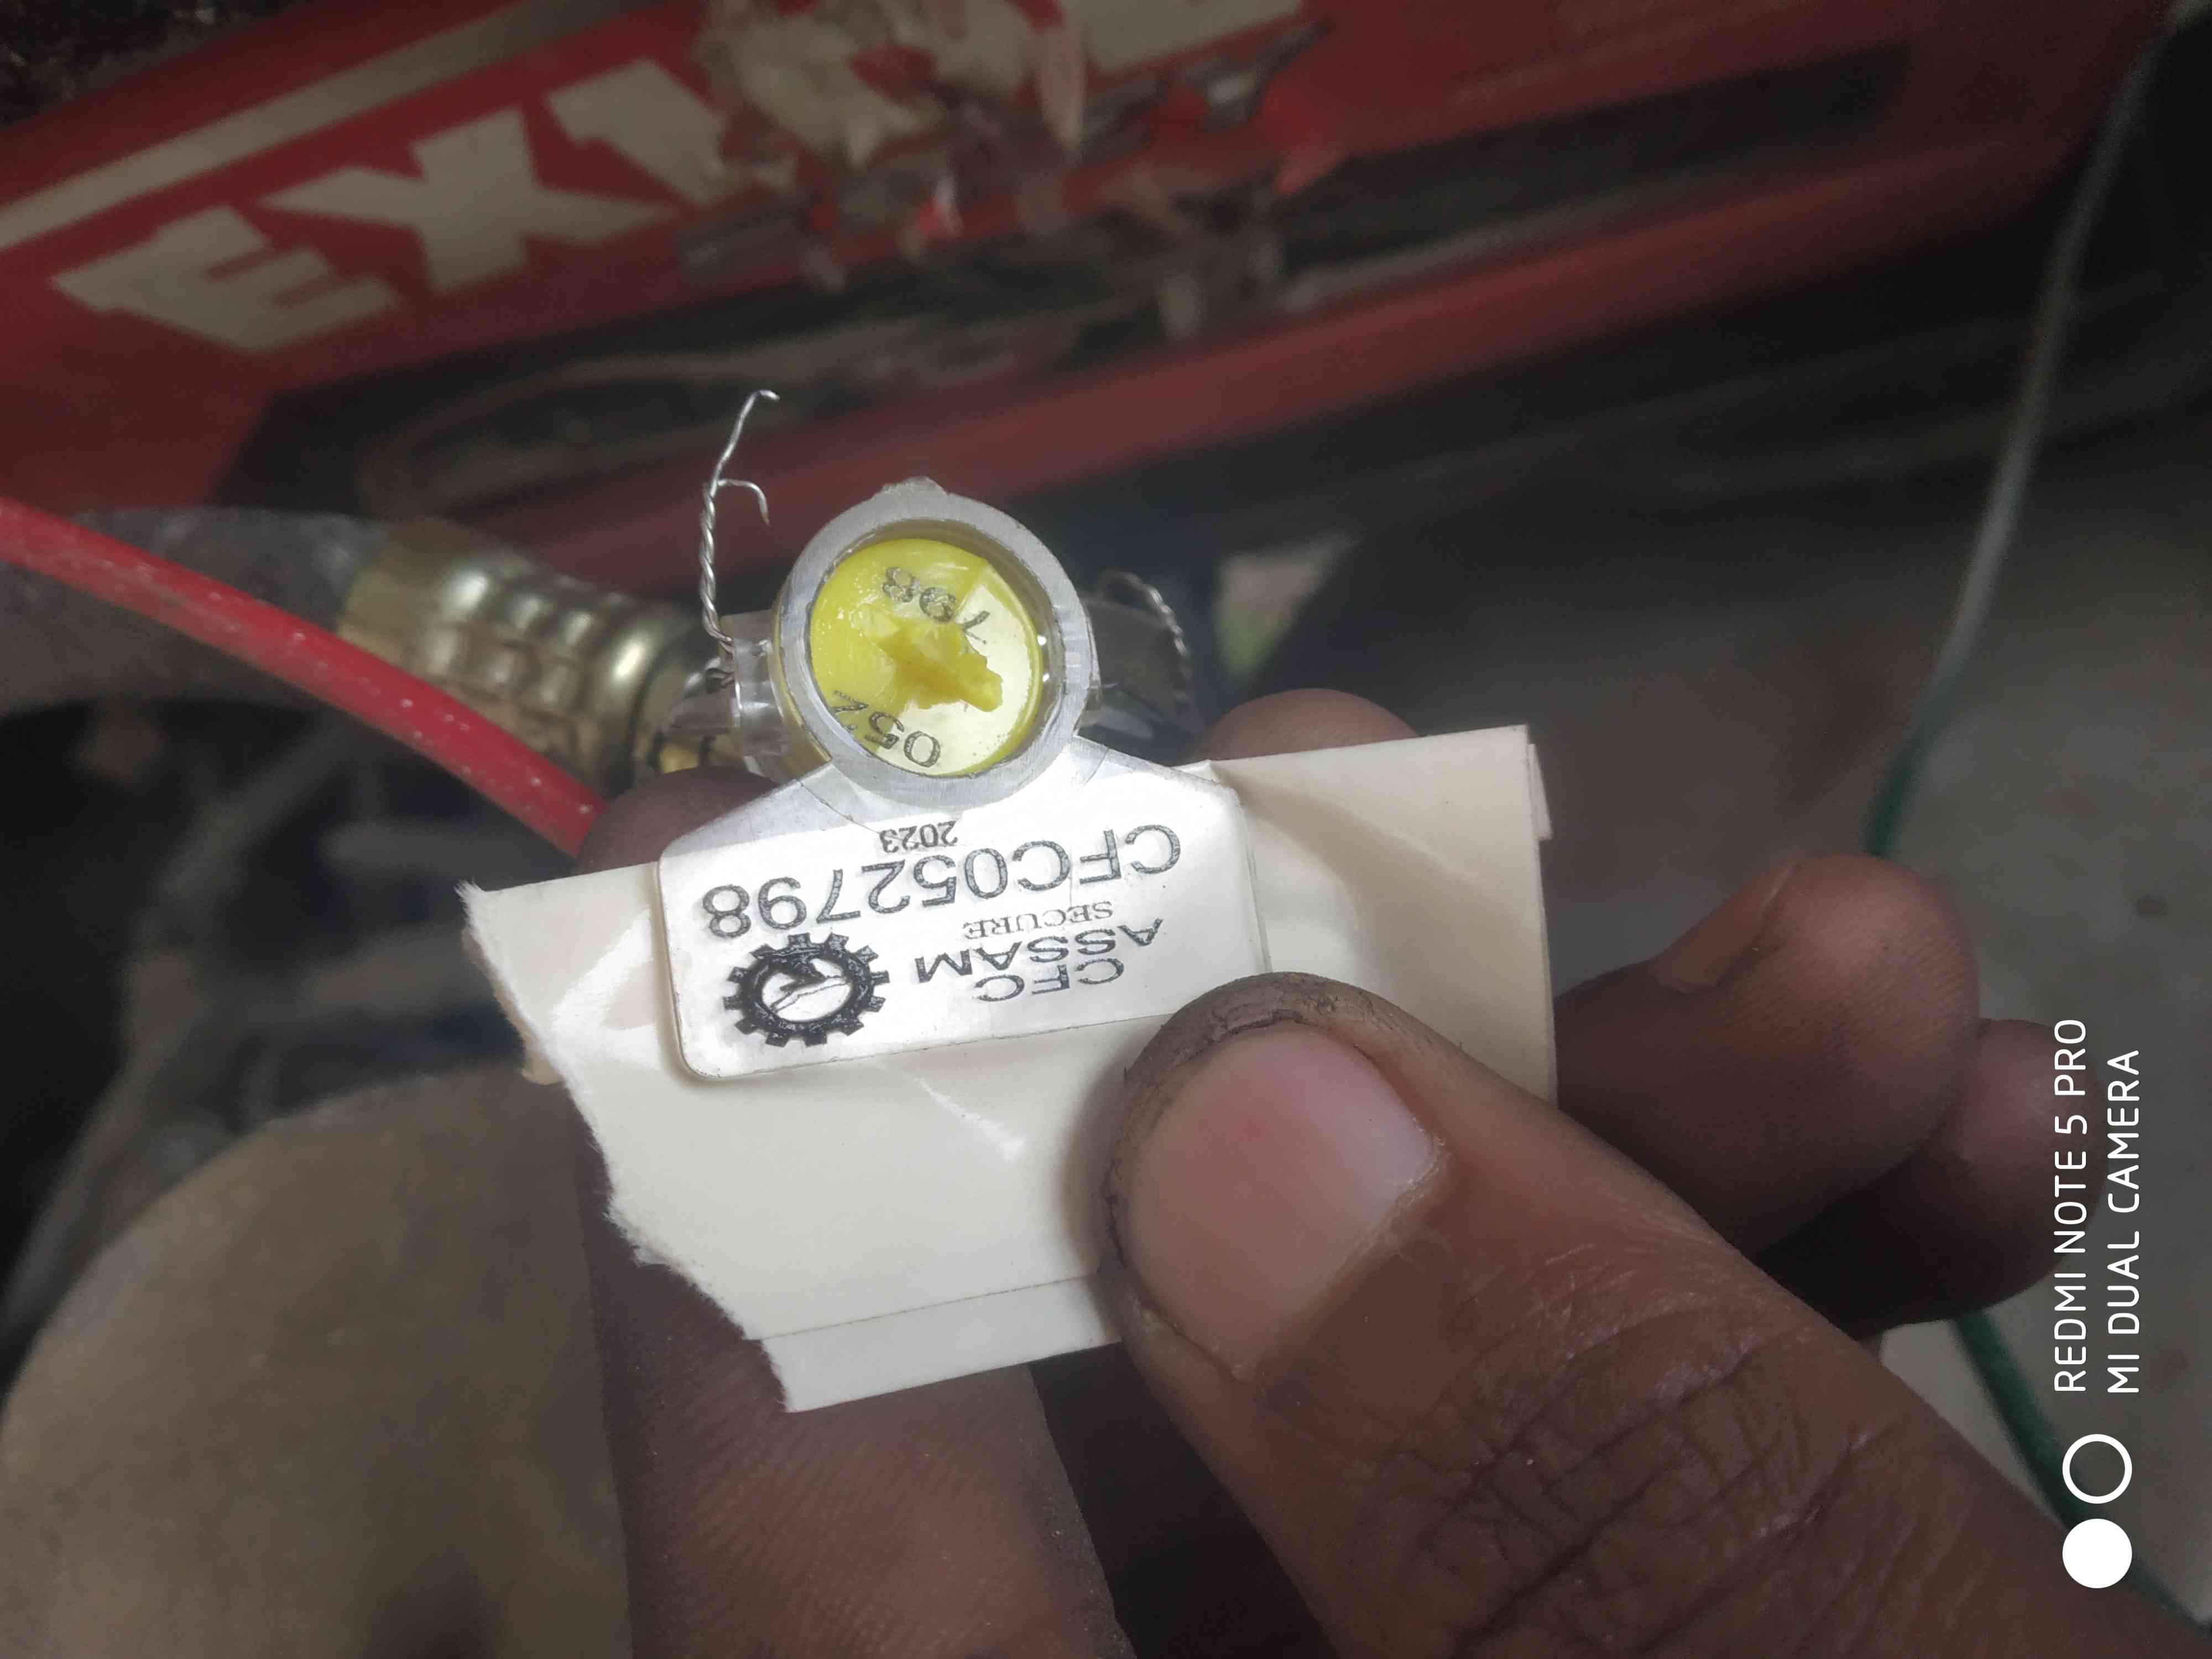 CFC
ASSAM
SECURE
CFC052798
2023
052
798
REDMI NOTE 5 PRO
MI DUAL CAMERA